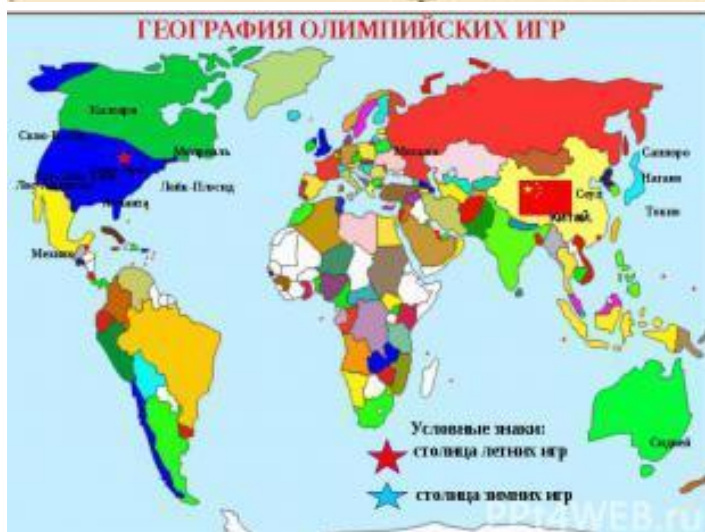 ГЕОГРАФИЯ ОЛИМПИЙСКИХ ИГР
Калгари
Монреаль
Лейк-Плесид
Атланта
Мехико
Москва
Саппоро
Нагано
Сеул
Токио
Китай
Сидней
Условные знаки:
столица летних игр
столица зимних игр
PPt4WEB.ru